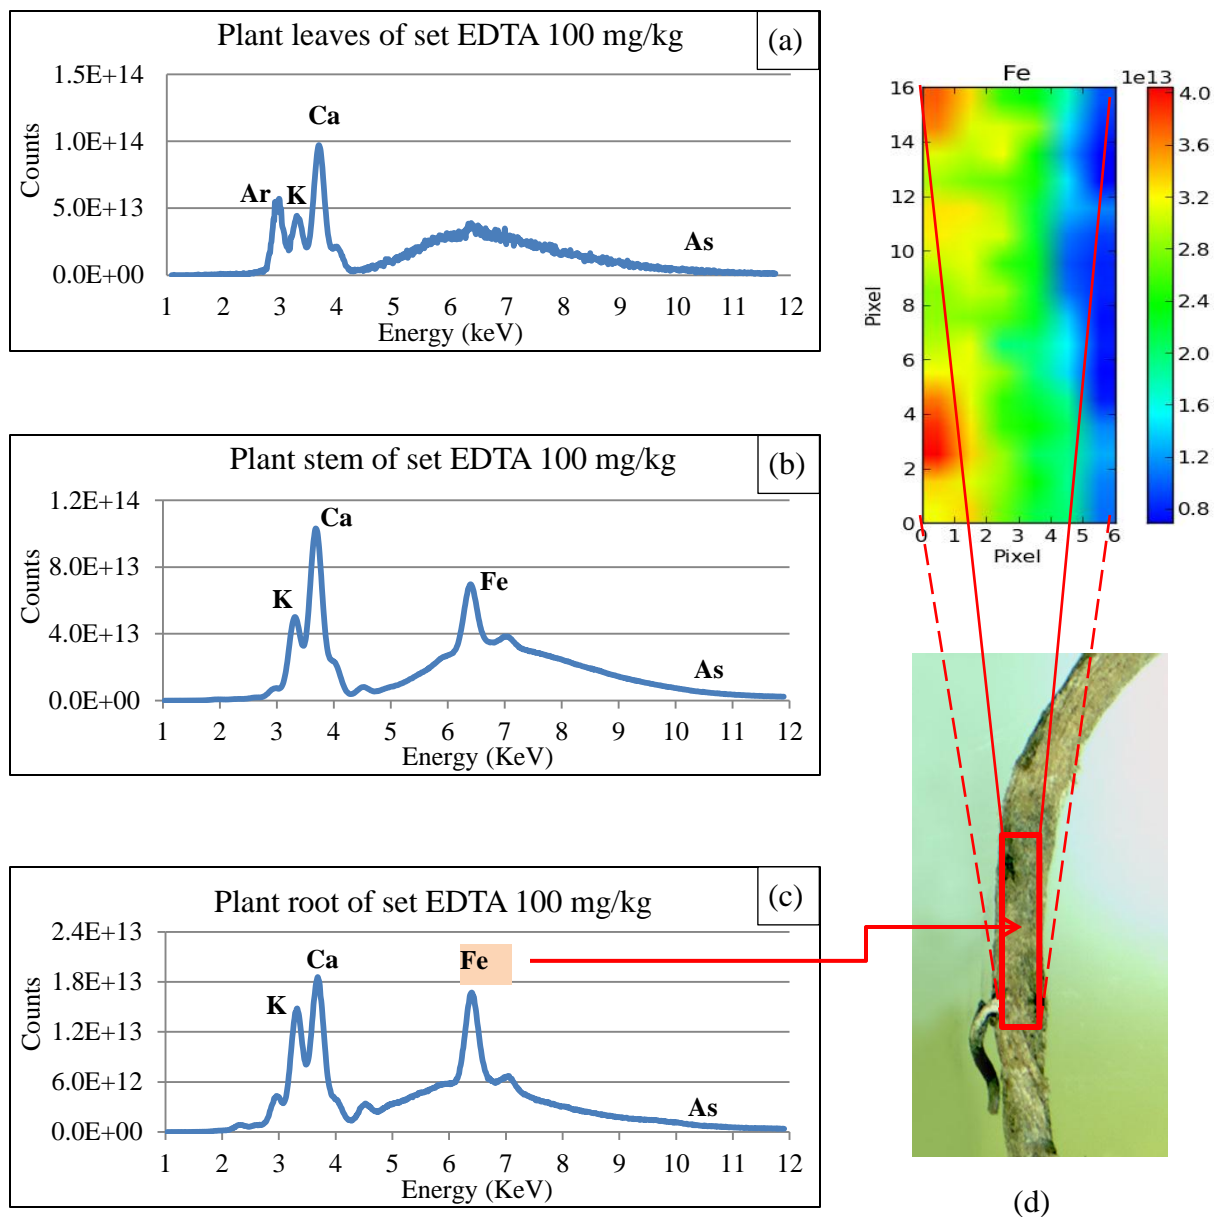 Plant leaves of set EDTA 100 mg/kg
(a)
1.5E+14
1.0E+14
5.0E+13
0.0E+00
Counts
Ar
K
Ca
As
1 2 3 4 5 6 7 8 9 10 11 12
Energy (keV)
Plant stem of set EDTA 100 mg/kg
(b)
1.2E+14
8.0E+13
4.0E+13
0.0E+00
Counts
K
Ca
Fe
As
1 2 3 4 5 6 7 8 9 10 11 12
Energy (KeV)
Plant root of set EDTA 100 mg/kg
(c)
2.4E+13
1.8E+13
1.2E+13
6.0E+12
0.0E+00
Counts
K
Ca
Fe
As
1 2 3 4 5 6 7 8 9 10 11 12
Energy (KeV)
Fe
1e13
16
14
12
10
8
6
4
2
0
Pixel
0 1 2 3 4 5 6
Pixel
4.0
3.6
3.2
2.8
2.4
2.0
1.6
1.2
0.8
(d)